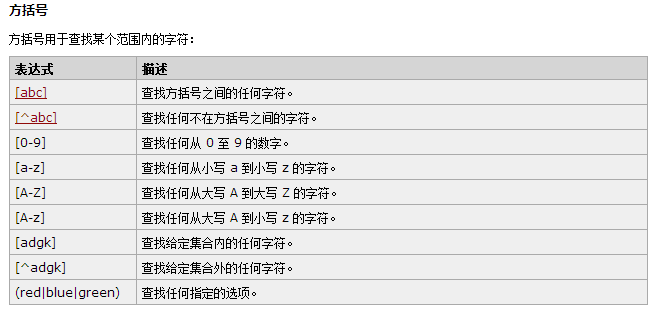 方括号
方括号用于查找某个范围内的字符：
表达式 描述
[abc] 查找方括号之间的任何字符。
[^abc] 查找任何不在方括号之间的字符。
[0-9] 查找任何从 0 至 9 的数字。
[a-z] 查找任何从小写 a 到小写 z 的字符。
[A-Z] 查找任何从大写 A 到大写 Z 的字符。
[A-z] 查找任何从大写 A 到小写 z 的字符。
[adgk] 查找给定集合内的任何字符。
[^adgk] 查找给定集合外的任何字符。
(red|blue|green) 查找任何指定的选项。